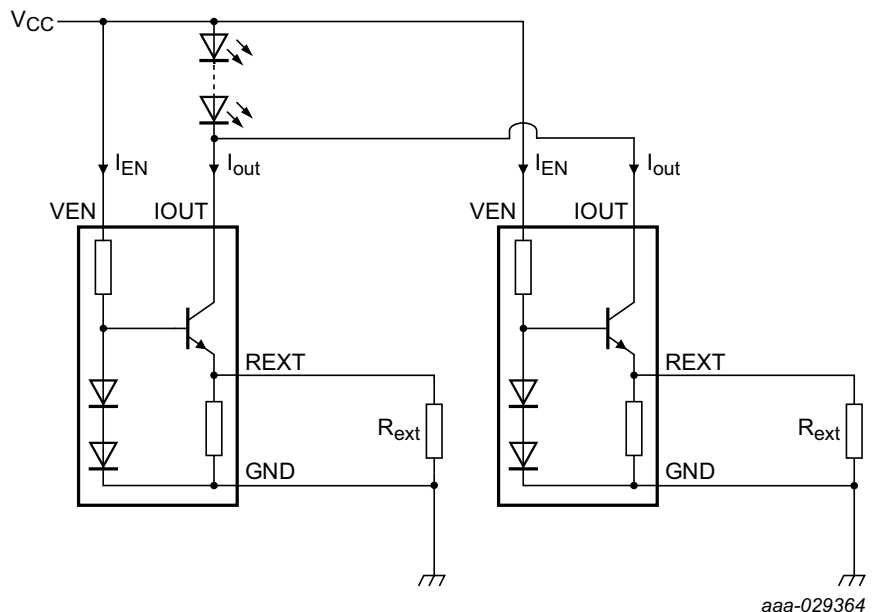 VCC
IEN Iout IEN Iout
VEN IOUT VEN IOUT
REXT REXT
Rext Rext
GND GND
aaa-029364